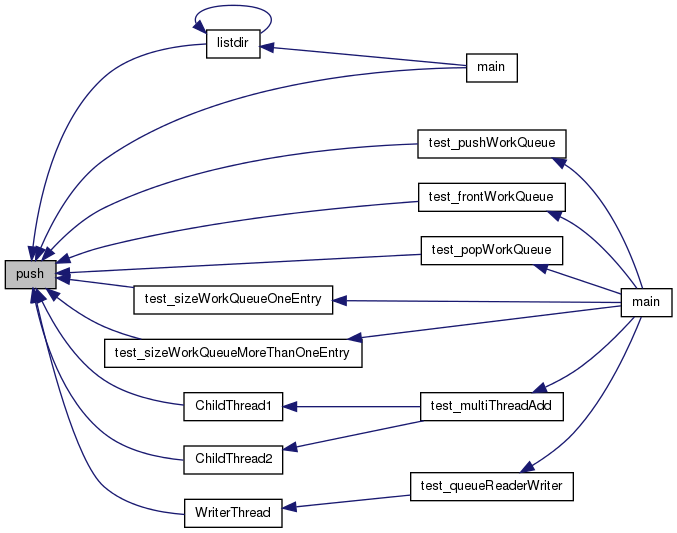 listdir
main
test_pushWorkQueue
test_frontWorkQueue
test_popWorkQueue
push
test_sizeWorkQueueOneEntry
main
test_sizeWorkQueueMoreThanOneEntry
ChildThread1
test_multiThreadAdd
ChildThread2
test_queueReaderWriter
WriterThread